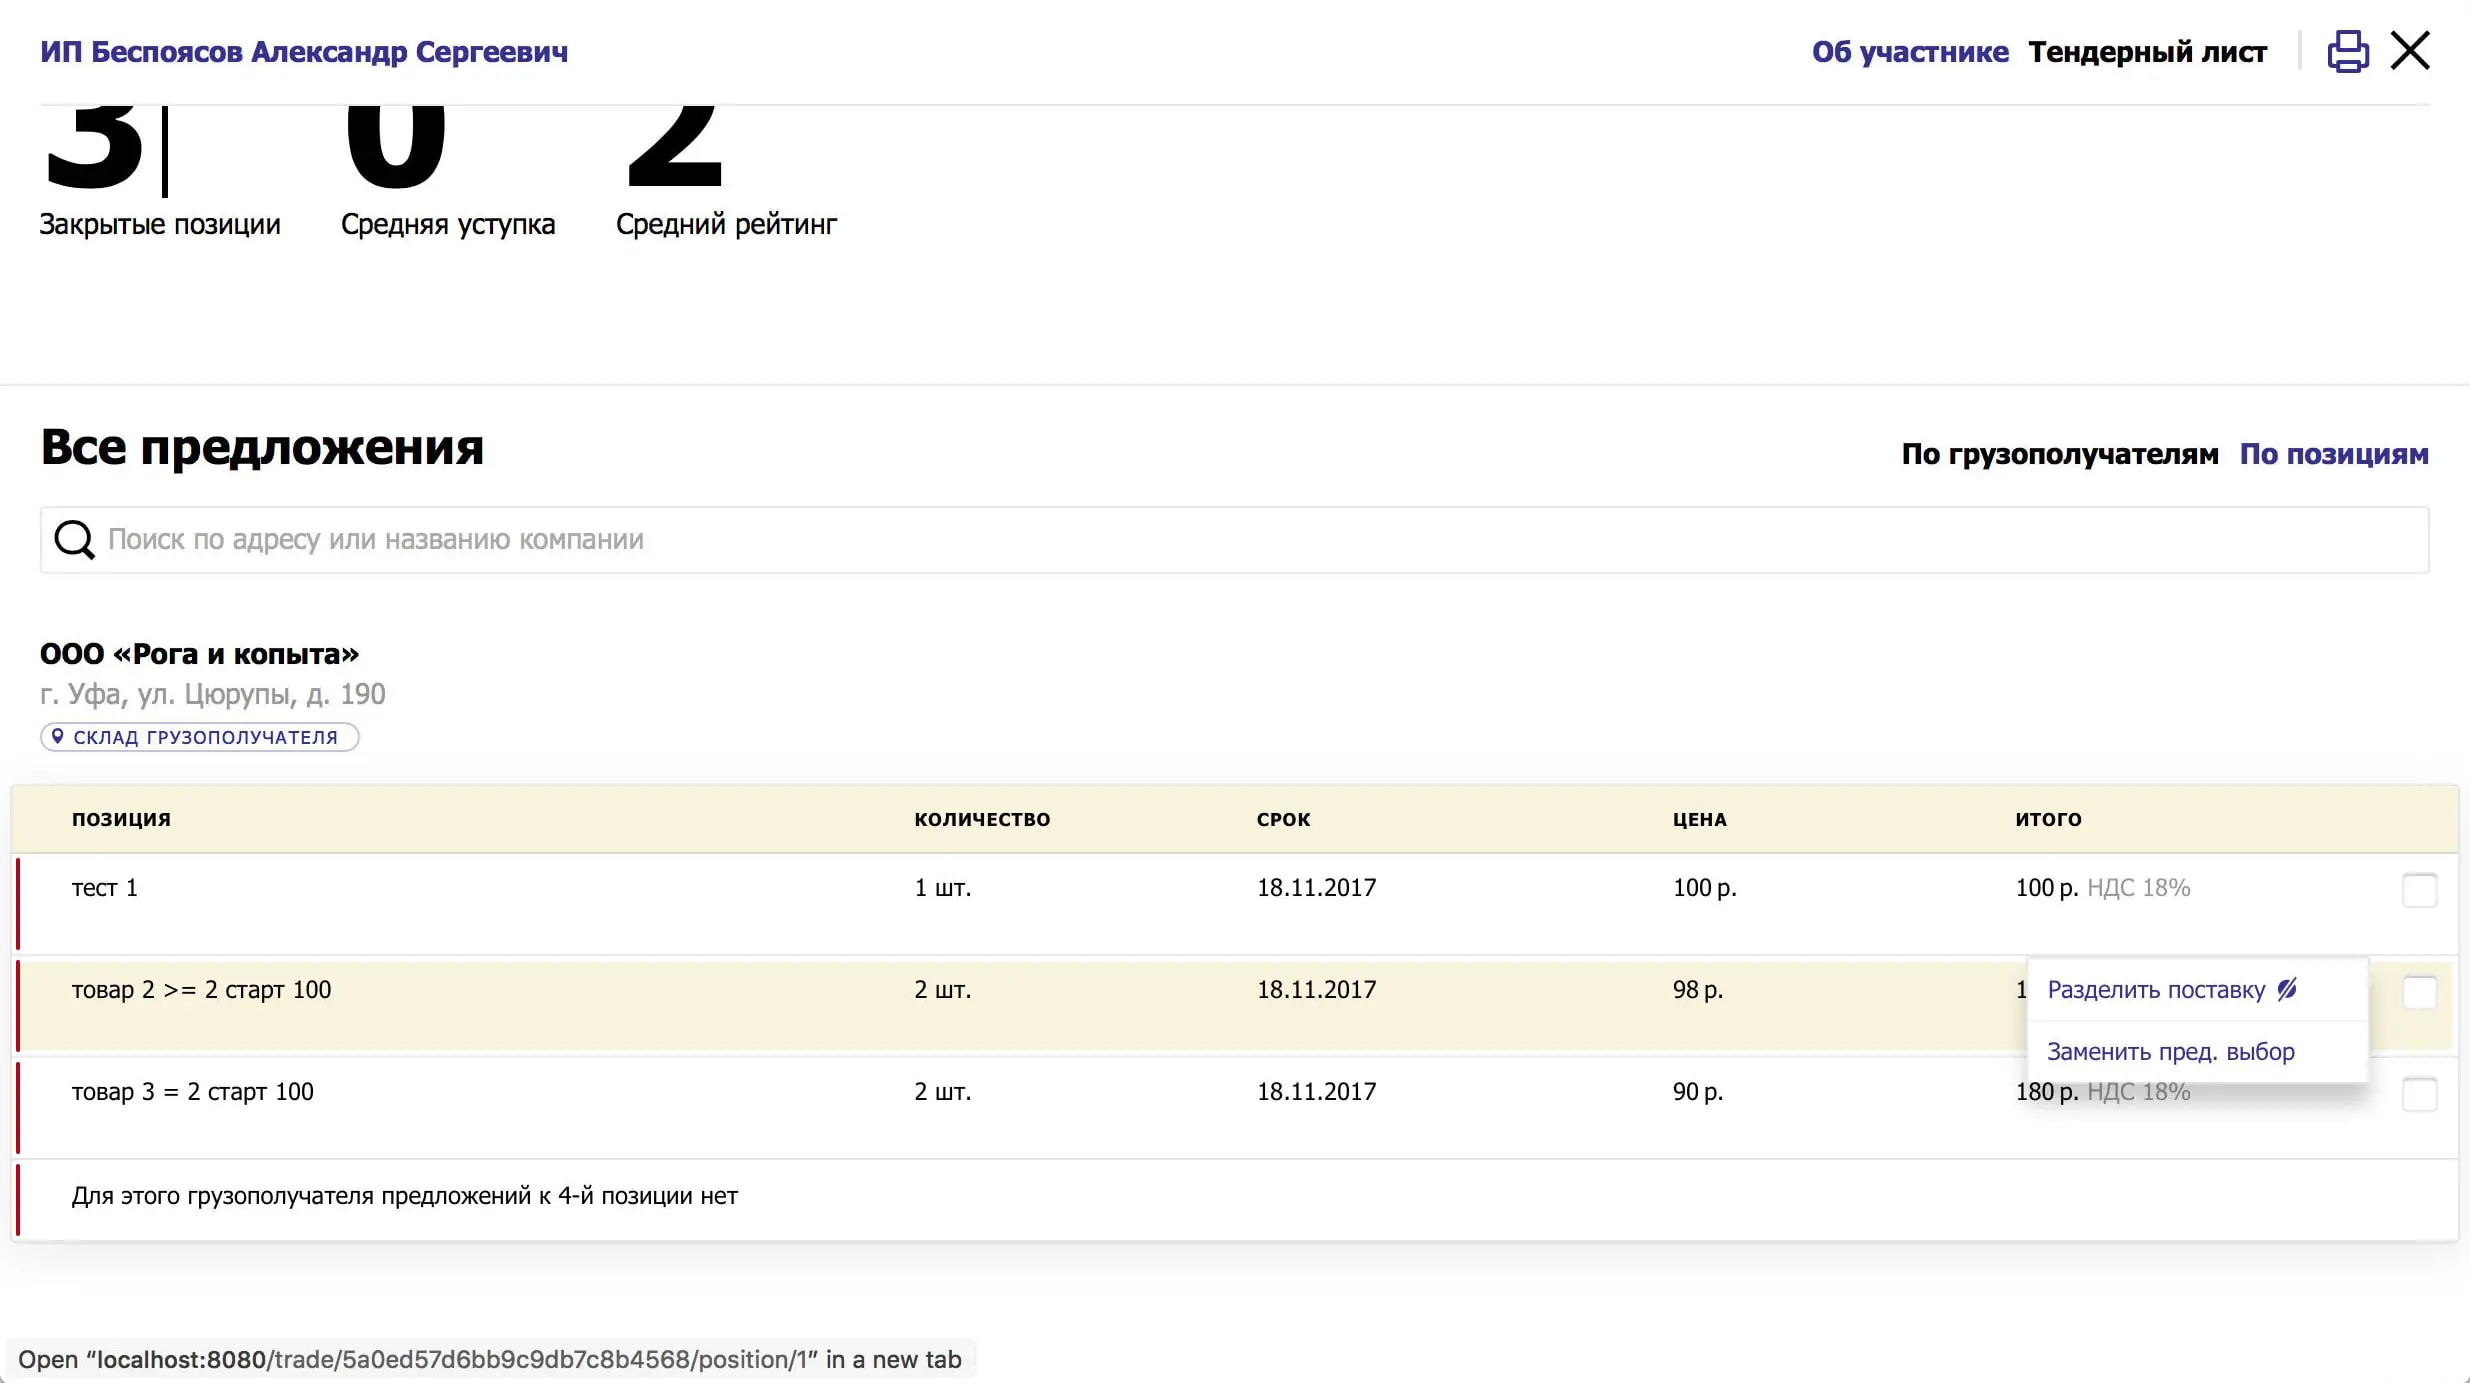 ИП Беспоясов Александр Сергеевич
Об участнике Тендерный лист
3 0 2
Закрытые позиции Средняя уступка Средний рейтинг
Все предложения
По грузополучателям По позициям
Поиск по адресу или названию компании
ООО «Рога и копыта»
г. Уфа, ул. Цюрупы, д. 190
СКЛАД ГРУЗОПОЛУЧАТЕЛЯ
ПОЗИЦИЯ КОЛИЧЕСТВО СРОК ЦЕНА ИТОГО
тест 1 1 шт. 18.11.2017 100 р. 100 р. НДС 18%
товар 2 >= 2 старт 100 2 шт. 18.11.2017 98 р. 1
Разделить поставку
Заменить пред. выбор
товар 3 = 2 старт 100 2 шт. 18.11.2017 90 р. 180 р. НДС 18%
Для этого грузополучателя предложений к 4-й позиции нет
Open “localhost:8080/trade/5a0ed57d6bb9c9db7c8b4568/position/1” in a new tab